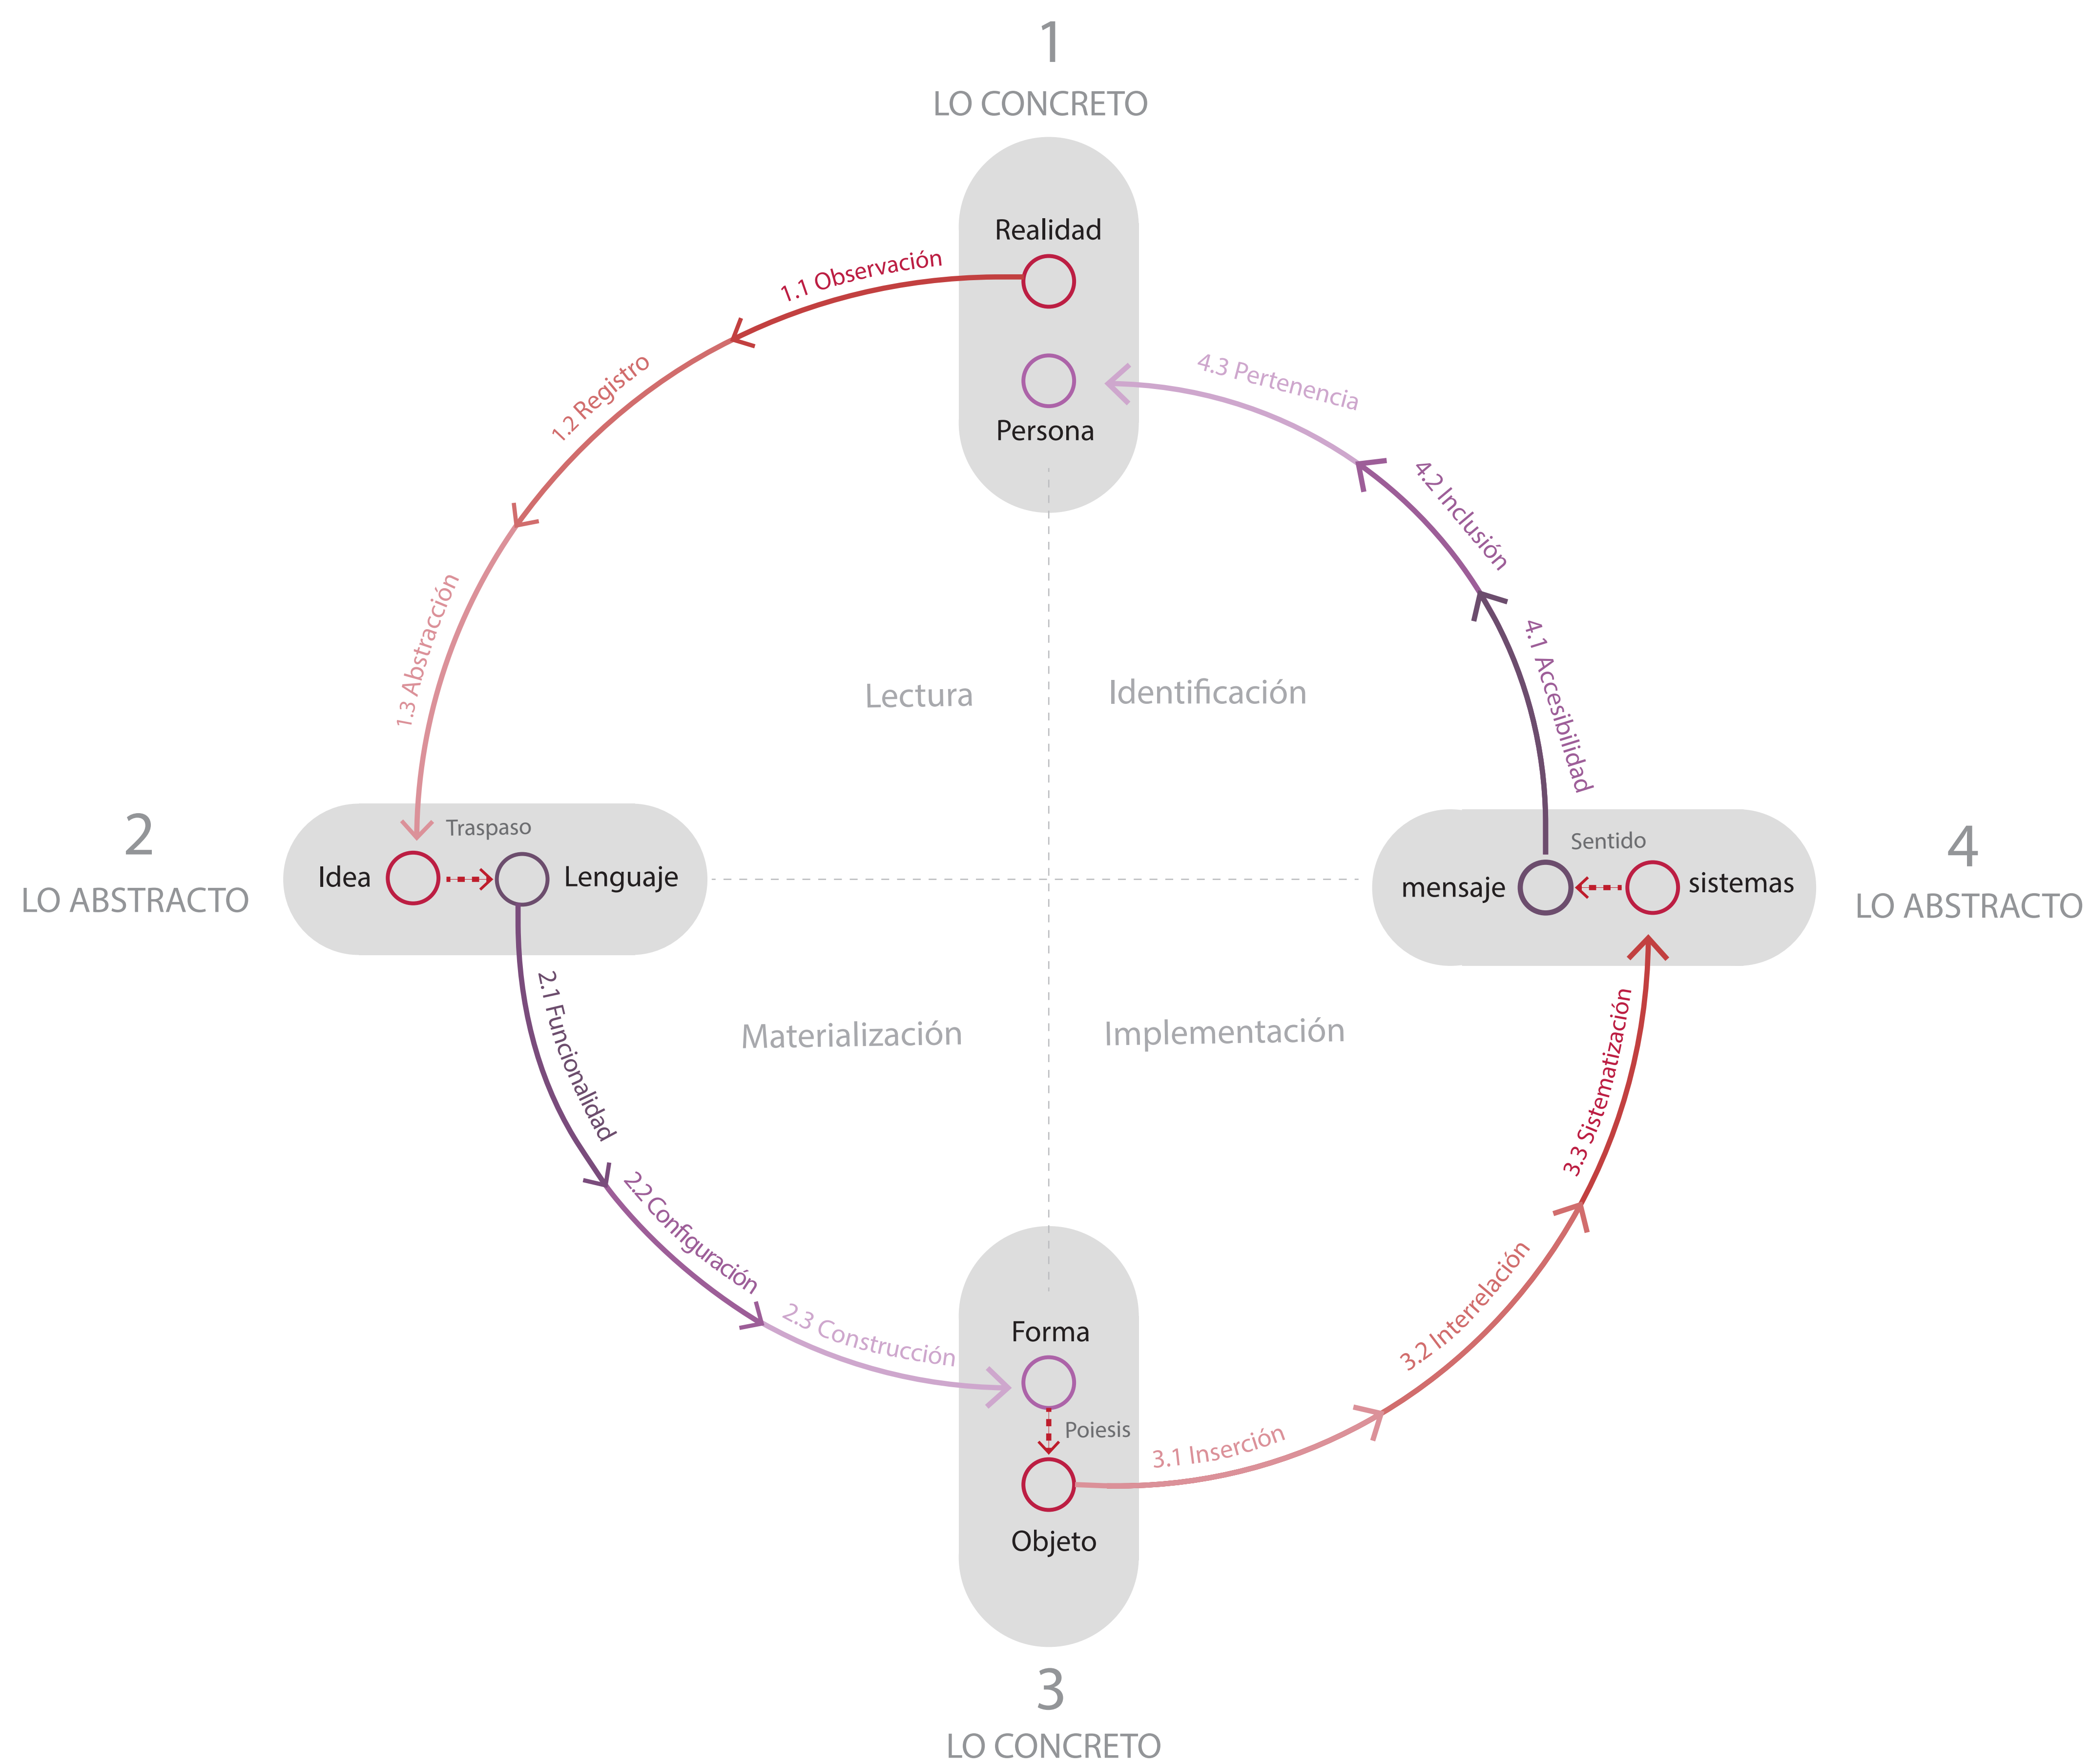 1
LO CONCRETO
Realidad
Persona
1.1 Observación
1.2 Registro
1.3 Abstracción
Lectura
Identificación
2
LO ABSTRACTO
Idea
Traspaso
Lenguaje
2.1 Funcionalidad
2.2 Configuración
2.3 Construcción
Materialización
Implementación
Forma
Poiesis
Objeto
3
LO CONCRETO
3.1 Inserción
3.2 Interrelación
3.3 Sistematización
mensaje
Sentido
sistemas
4
LO ABSTRACTO
4.1 Accesibilidad
4.2 Inclusión
4.3 Pertenencia